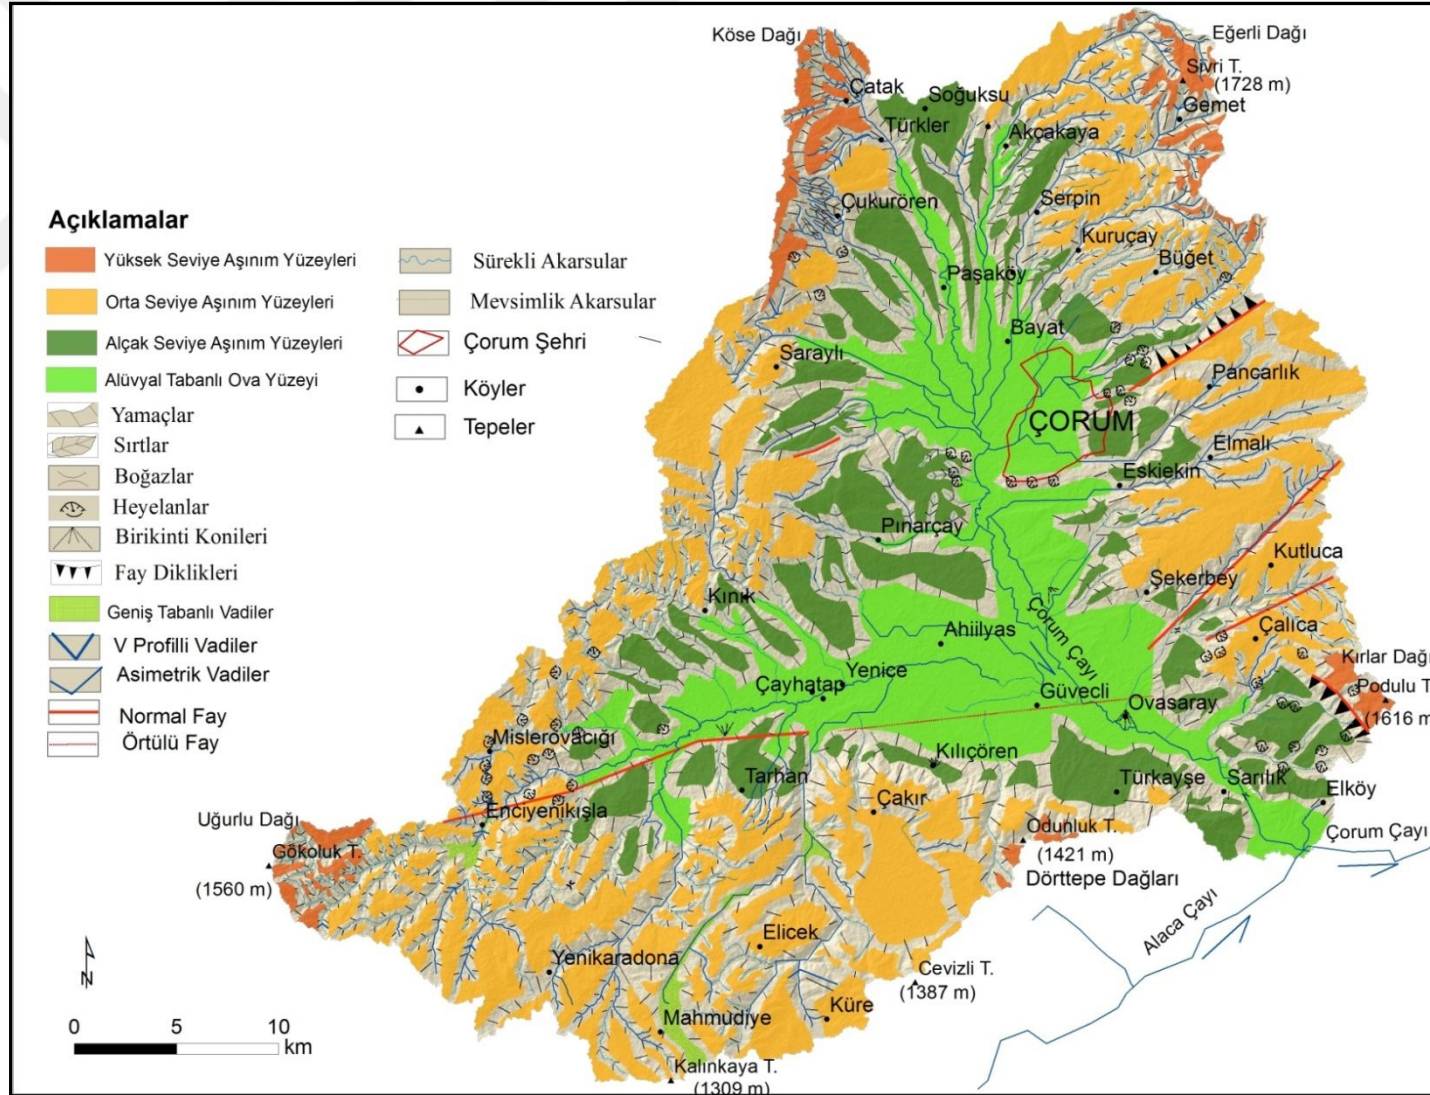 Köse Dağı
Eğerli Dağı
Sivri T.
(1728 m)
Çatak
Soğuksu
Gemet
Türkler
Akçakaya
Çukurören
Serpin
Kuruçay
Büğet
Paşaköy
Bayat
Saraylı
Pancarlık
ÇORUM
Elmalı
Eskiekin
Pınarçay
Kutluca
Şekerbey
Kınık
Çorum Çayı
Ahiilyas
Çalıca
Kırlar Dağı
Yenice
Çayhatap
Güvecli
Podulu T.
(1616 m)
Ovasaray
Mislerovacığı
Kılıçören
Tarhan
Türkayşe
Sarılık
Elköy
Çakır
Enciyenikışla
Uğurlu Dağı
Odunluk T.
(1421 m)
Çorum Çayı
Gökoluk T.
(1560 m)
Dörttepe Dağları
Alaca Çayı
Elicek
Yenikaradona
Cevizli T.
(1387 m)
Küre
Mahmudiye
Kalınkaya T.
(1309 m)
Açıklamalar
Yüksek Seviye Aşınım Yüzeyleri
Orta Seviye Aşınım Yüzeyleri
Alçak Seviye Aşınım Yüzeyleri
Alüvyal Tabanlı Ova Yüzeyi
Yamaçlar
Sırtlar
Boğazlar
Heyelanlar
Birikinti Konileri
Fay Diklikleri
Geniş Tabanlı Vadiler
V Profilli Vadiler
Asimetrik Vadiler
Normal Fay
Örtülü Fay
Sürekli Akarsular
Mevsimlik Akarsular
Çorum Şehri
Köyler
Tepeler
N
0 5 10
km